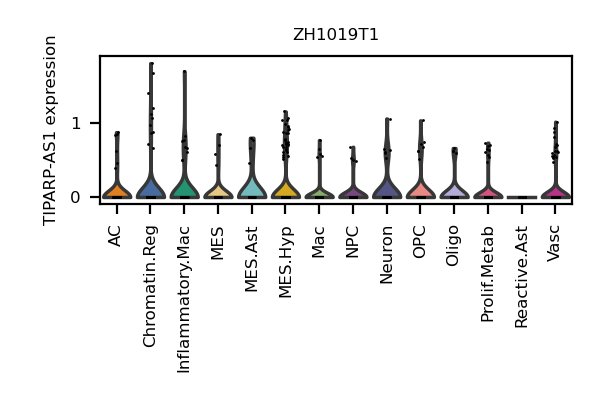 ZH1019T1
TIPARP-AS1 expression
1
0
AC
Chromatin.Reg
Inflammatory.Mac
MES
MES.Ast
MES.Hyp
Mac
NPC
Neuron
OPC
Oligo
Prolif.Metab
Reactive.Ast
Vasc